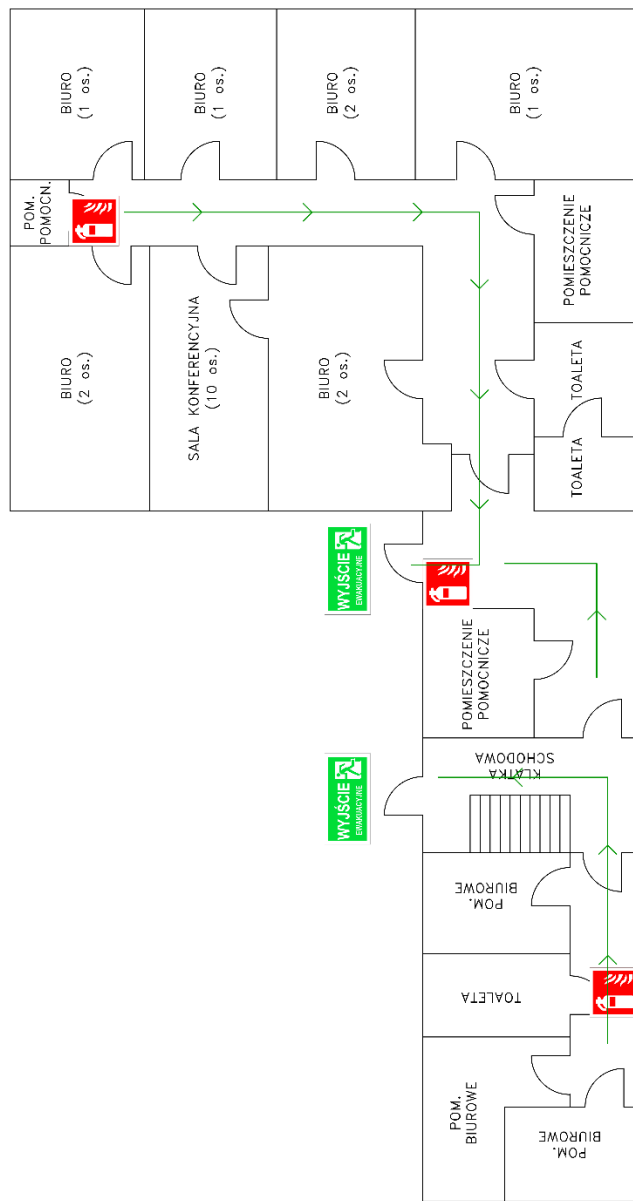 BIURO
(1 os.)
BIURO
(1 os.)
BIURO
(2 os.)
BIURO
(1 os.)
POM.
POMOCN.
POMIESZCZENIE
POMOCNICZE
BIURO
(2 os.)
SALA KONFERENCYJNA
(10 os.)
BIURO
(2 os.)
TOALETA
TOALETA
WYJŚCIE
EWAKUACYJNE
POMIESZCZENIE
POMOCNICZE
KLATKA
SCHODOWA
WYJŚCIE
EWAKUACYJNE
POM.
BIUROWE
TOALETA
POM.
BIUROWE
POM.
BIUROWE